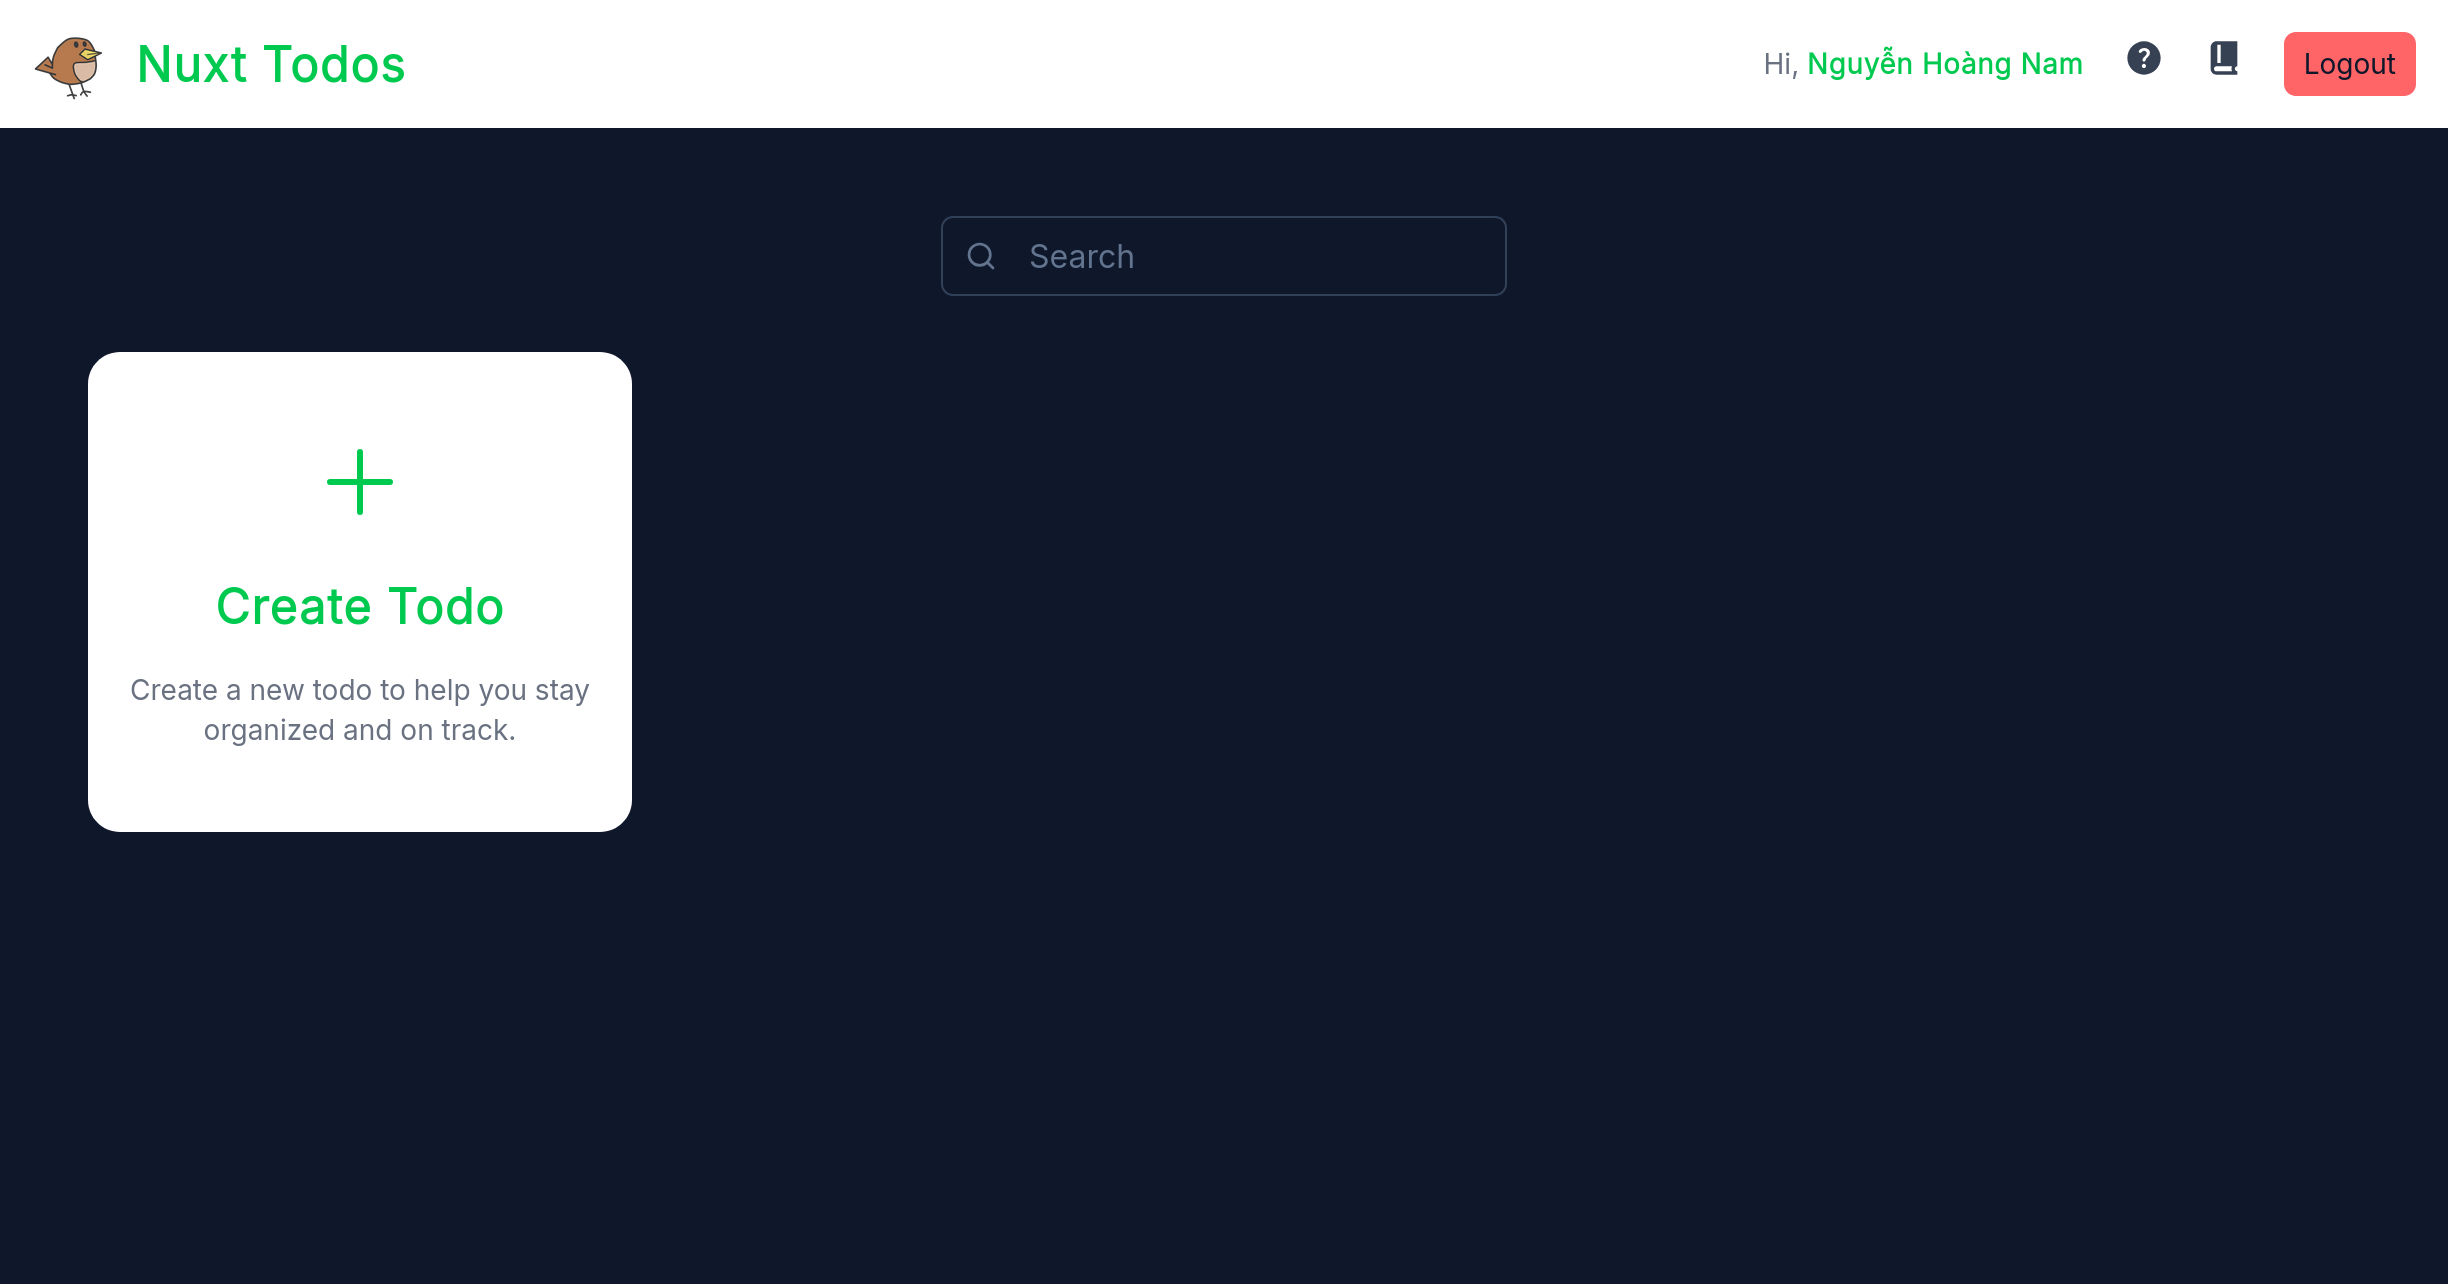 Nuxt Todos
Hi, Nguyễn Hoàng Nam
Logout
Search
Create Todo
Create a new todo to help you stay
organized and on track.